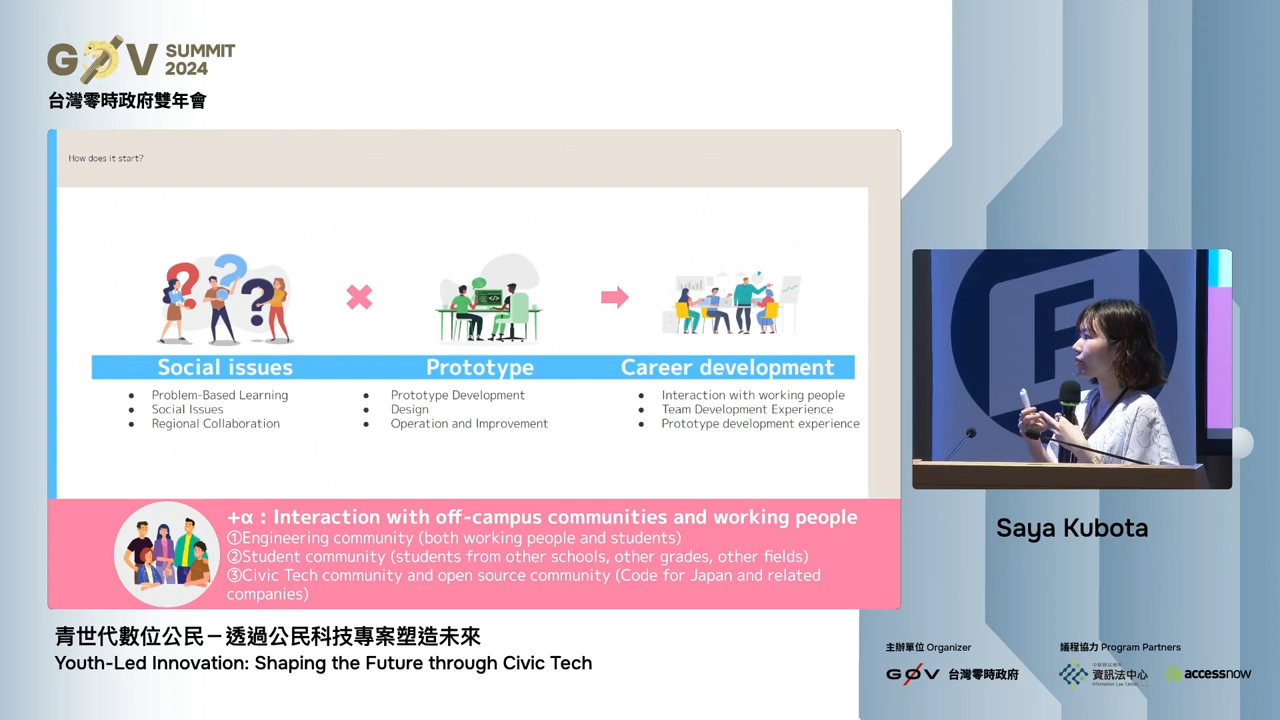 GØV SUMMIT 2024
台灣零時政府雙年會
How does it start?
Social issues
Problem-Based Learning
Social Issues
Regional Collaboration
Prototype
Prototype Development
Design
Operation and Improvement
Career development
Interaction with working people
Team Development Experience
Prototype development experience
+α : Interaction with off-campus communities and working people
①Engineering community (both working people and students)
②Student community (students from other schools, other grades, other fields)
③Civic Tech community and open source community (Code for Japan and related
companies)
F
Saya Kubota
青世代數位公民－透過公民科技專案塑造未來
Youth-Led Innovation: Shaping the Future through Civic Tech
主辦單位 Organizer
GØV 台灣零時政府
議程協力 Program Partners
資訊法中心
Information Law Center
accessnow